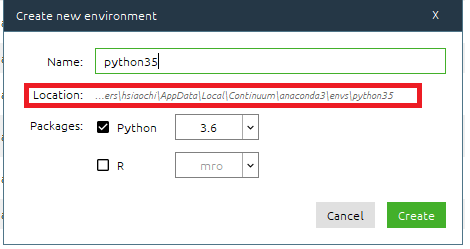 Create new environment X
Name: python35
Location: ...ers\hsiaochi\AppData\Local\Continuum\anaconda3\envs\python35
Packages: Python 3.6
R mro
Cancel Create